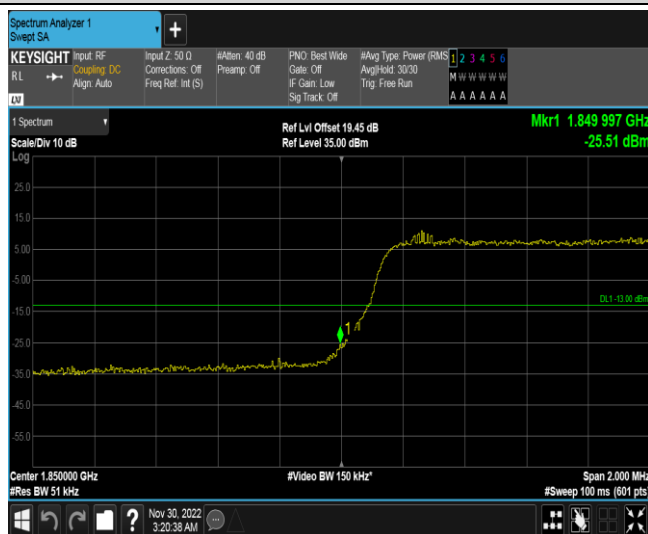 Spectrum Analyzer 1
Swept SA
+
KEYSIGHT
RL
Input: RF
Coupling: DC
Align: Auto
Input Z: 50 Ω
Corrections: Off
Freq Ref: Int (S)
#Atten: 40 dB
Preamp: Off
PNO: Best Wide
Gate: Off
IF Gain: Low
Sig Track: Off
#Avg Type: Power (RMS
Avg|Hold: 30/30
Trig: Free Run
1 2 3 4 5 6
M W W W W W
A A A A A A
LXI
1 Spectrum
Scale/Div 10 dB
Ref Lvl Offset 19.45 dB
Ref Level 35.00 dBm
Mkr1 1.849 997 GHz
-25.51 dBm
Log
25.0
15.0
5.00
-5.00
-15.0
-25.0
-35.0
-45.0
-55.0
DL1 -13.00 dBm
1
Center 1.850000 GHz
#Res BW 51 kHz
#Video BW 150 kHz*
Span 2.000 MHz
#Sweep 100 ms (601 pts)
?
Nov 30, 2022
3:20:38 AM